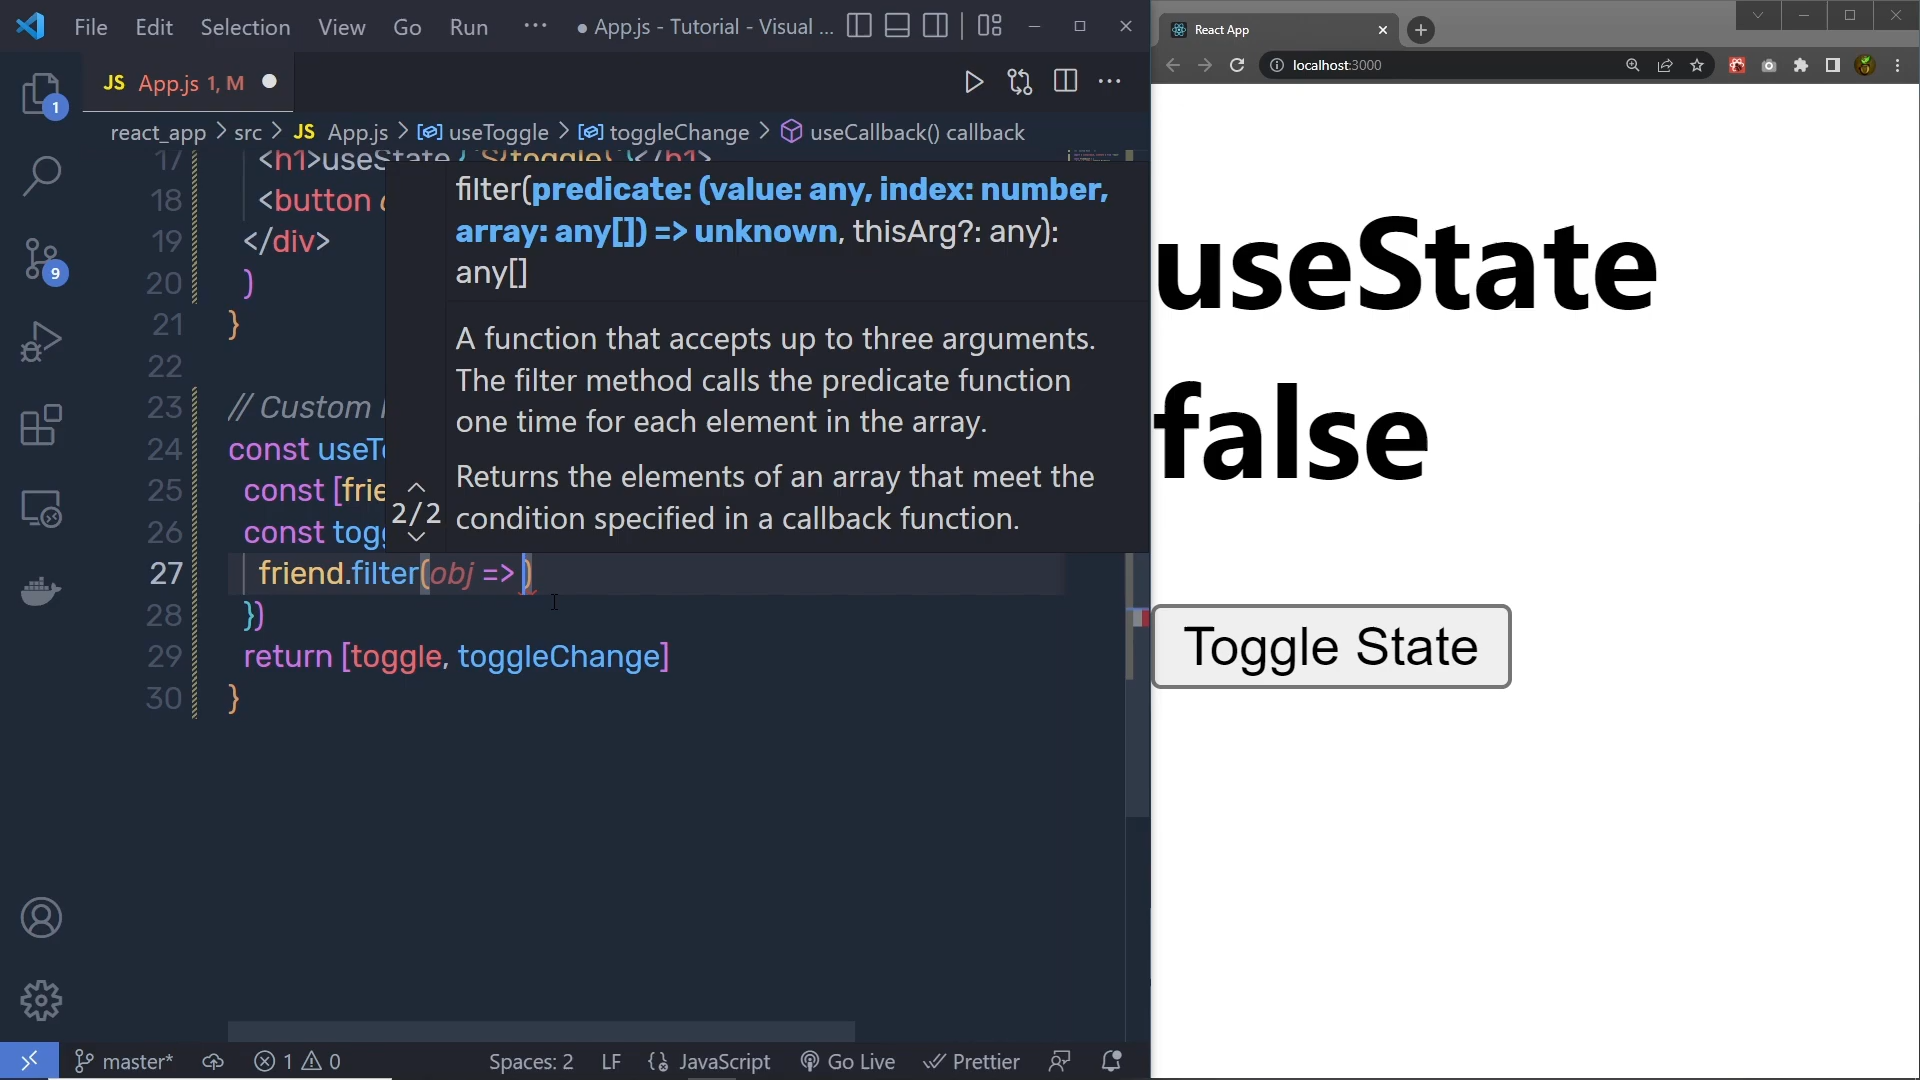 File Edit Selection View Go Run ··· ● App.js - Tutorial - Visual ...
React App
localhost:3000
JS App.js 1, M
react_app > src > JS App.js > useToggle > toggleChange > useCallback() callback
1
9
17 <h1>useState
18 <button
19 </div>
20 )
21 }
22
23 // Custom
24 const useT
25 const [frie
26 const togg
27 friend.filter(obj => )
28 })
29 return [toggle, toggleChange]
30 }
filter(predicate: (value: any, index: number,
array: any[]) => unknown, thisArg?: any):
any[]
A function that accepts up to three arguments.
The filter method calls the predicate function
one time for each element in the array.
Returns the elements of an array that meet the
condition specified in a callback function.
2/2
useState
false
Toggle State
master* 1 0 Spaces: 2 LF JavaScript Go Live Prettier